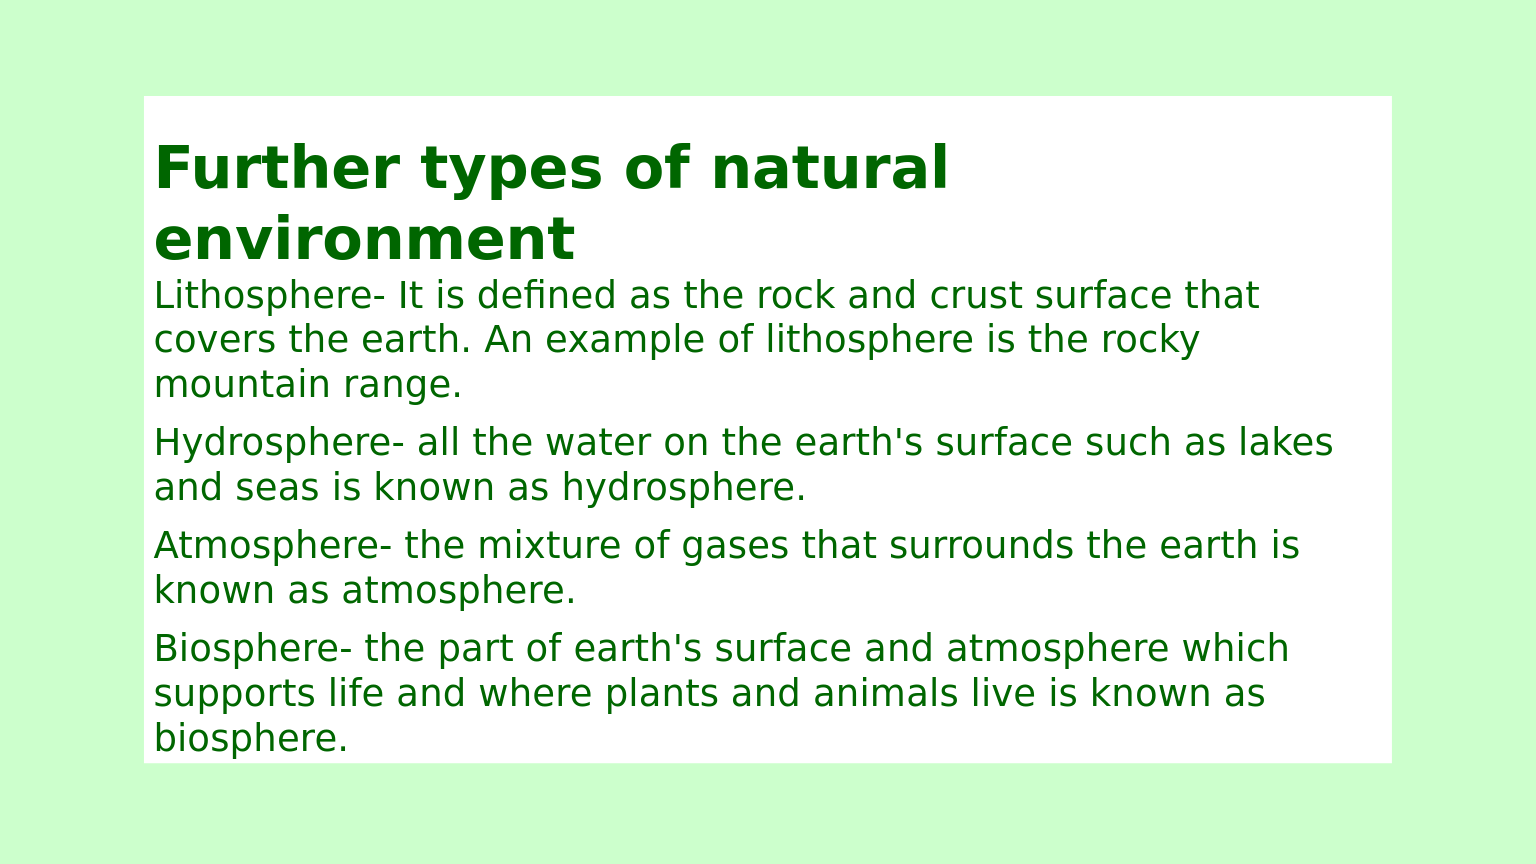 Further types of natural
environment
Lithosphere- It is defined as the rock and crust surface that
covers the earth. An example of lithosphere is the rocky
mountain range.
Hydrosphere- all the water on the earth's surface such as lakes
and seas is known as hydrosphere.
Atmosphere- the mixture of gases that surrounds the earth is
known as atmosphere.
Biosphere- the part of earth's surface and atmosphere which
supports life and where plants and animals live is known as
biosphere.